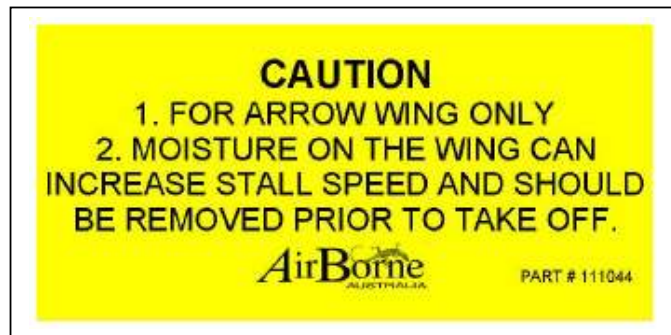 CAUTION
1. FOR ARROW WING ONLY
2. MOISTURE ON THE WING CAN
INCREASE STALL SPEED AND SHOULD
BE REMOVED PRIOR TO TAKE OFF.
AirBorne
AUSTRALIA
PART # 111044